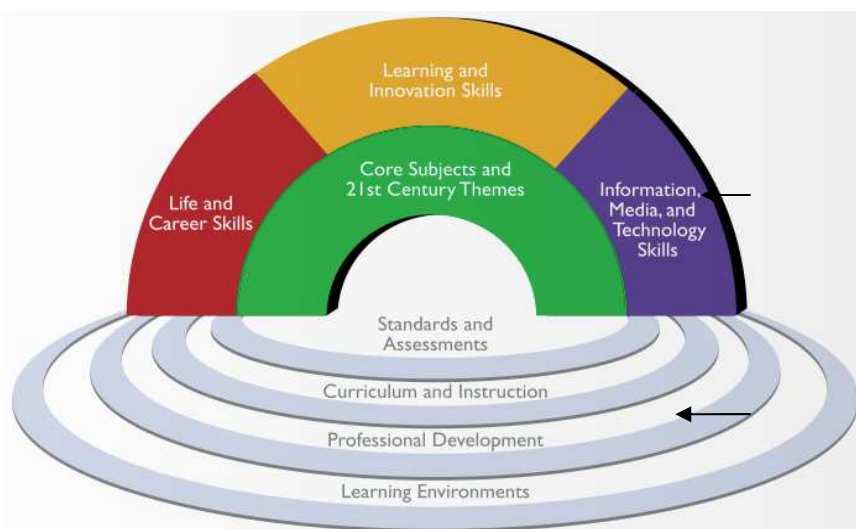 Learning and
Innovation Skills
Core Subjects and
21st Century Themes
Life and
Career Skills
Information,
Media, and
Technology
Skills
Standards and
Assessments
Curriculum and Instruction
Professional Development
Learning Environments